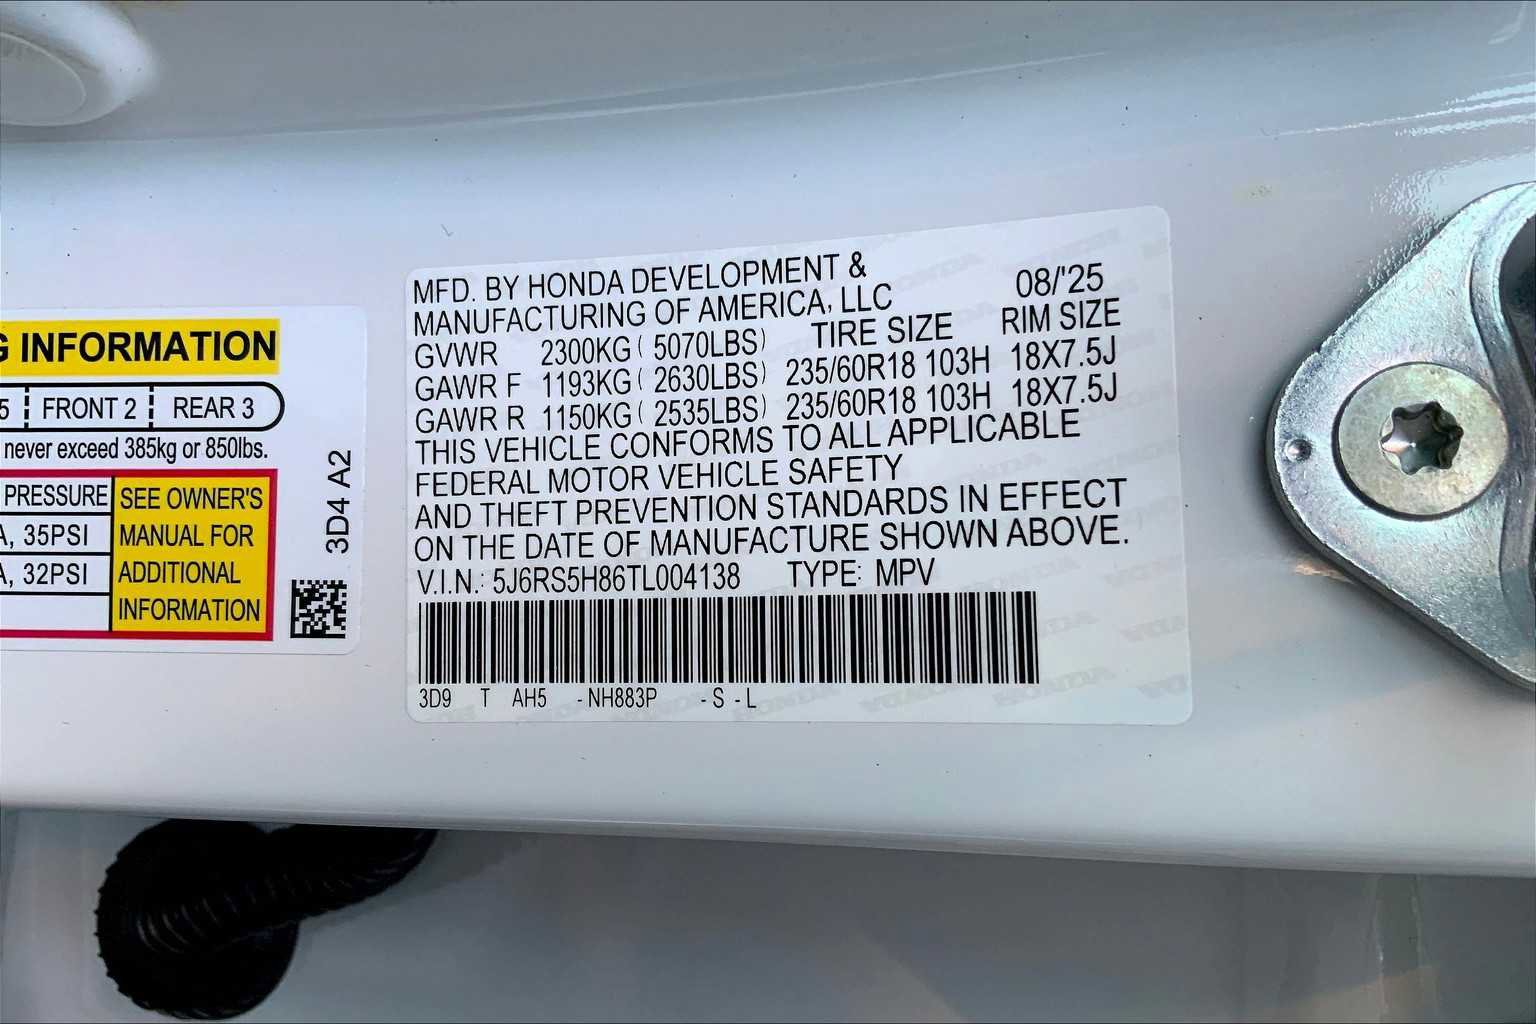 G INFORMATION
5 FRONT 2 REAR 3
never exceed 385kg or 850lbs.
PRESSURE
A, 35PSI
A, 32PSI
SEE OWNER'S
MANUAL FOR
ADDITIONAL
INFORMATION
3D4 A2
MFD. BY HONDA DEVELOPMENT &
MANUFACTURING OF AMERICA, LLC
08/'25
GVWR 2300KG ( 5070LBS) TIRE SIZE RIM SIZE
GAWR F 1193KG ( 2630LBS) 235/60R18 103H 18X7.5J
GAWR R 1150KG ( 2535LBS) 235/60R18 103H 18X7.5J
THIS VEHICLE CONFORMS TO ALL APPLICABLE
FEDERAL MOTOR VEHICLE SAFETY
AND THEFT PREVENTION STANDARDS IN EFFECT
ON THE DATE OF MANUFACTURE SHOWN ABOVE.
V.I.N.: 5J6RS5H86TL004138 TYPE: MPV
3D9 T AH5 -NH883P -S -L